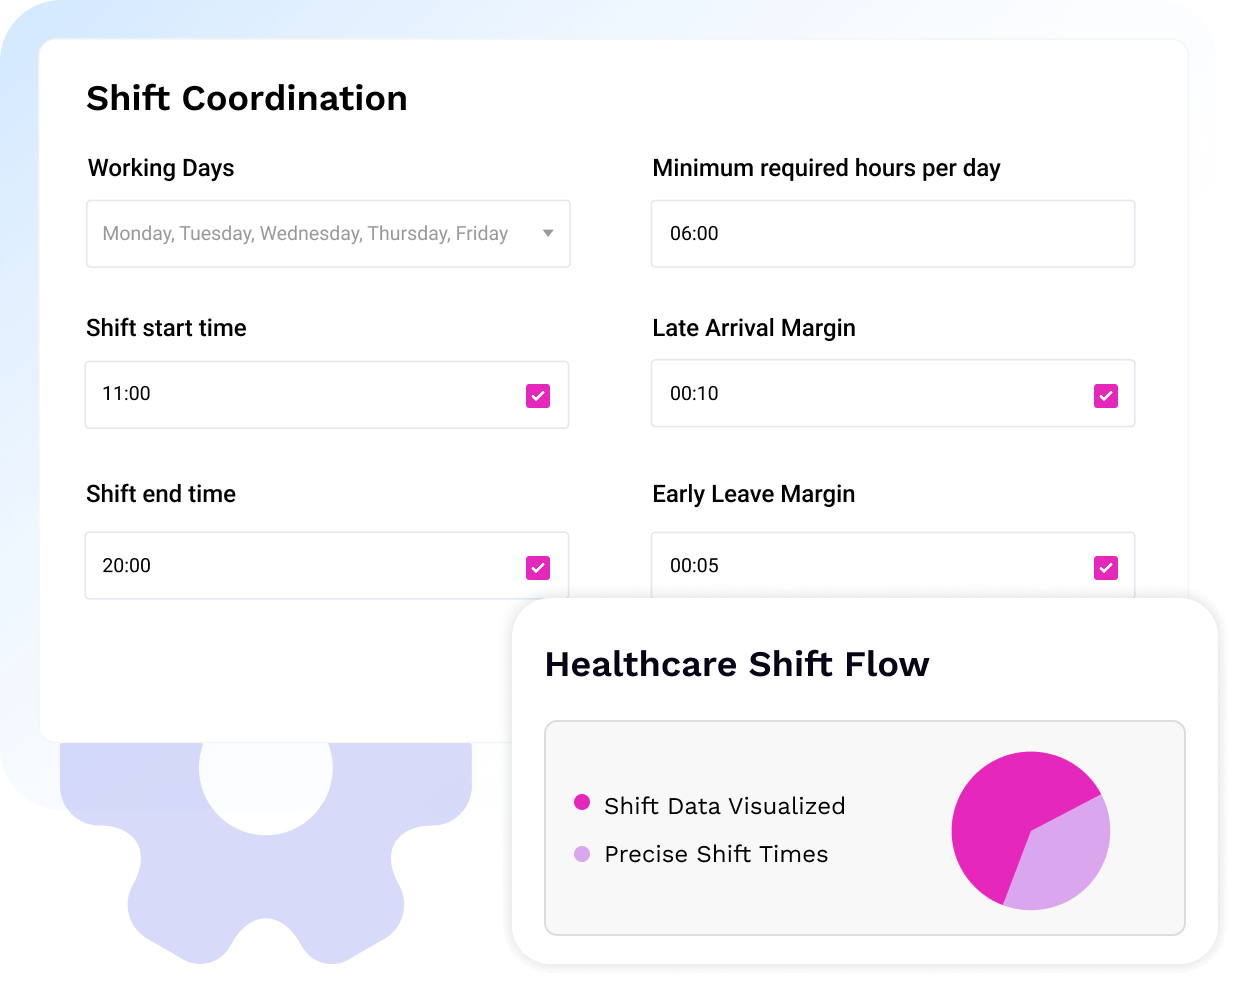 Shift Coordination
Working Days
Minimum required hours per day
Monday, Tuesday, Wednesday, Thursday, Friday
06:00
Shift start time
Late Arrival Margin
11:00
00:10
Shift end time
Early Leave Margin
20:00
00:05
Healthcare Shift Flow
Shift Data Visualized
Precise Shift Times